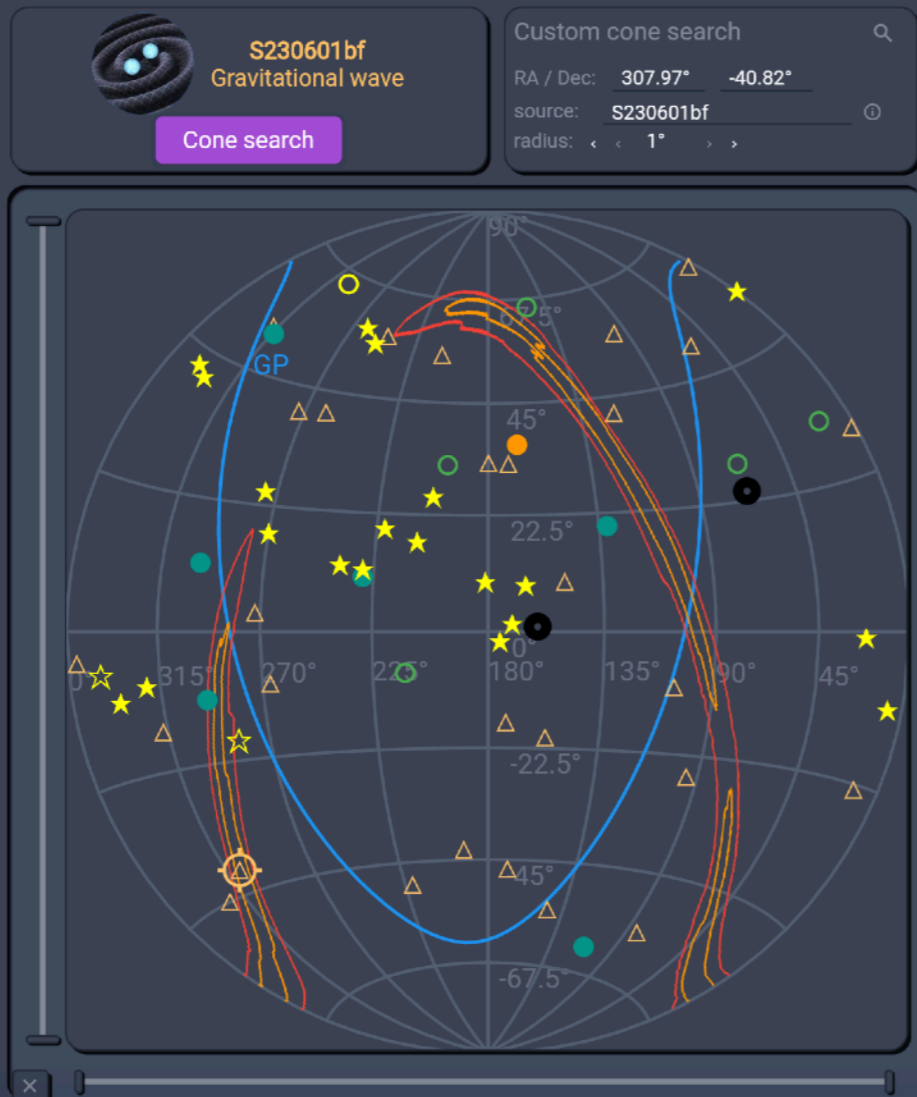 S230601bf
Gravitational wave
Cone search
Custom cone search
RA / Dec: 307.97° -40.82°
source: S230601bf
radius: ‹ ‹ 1° › ›
90°
67.5°
GP
45°
22.5°
0°
0° 315° 270° 225° 180° 135° 90° 45°
-22.5°
-45°
-67.5°